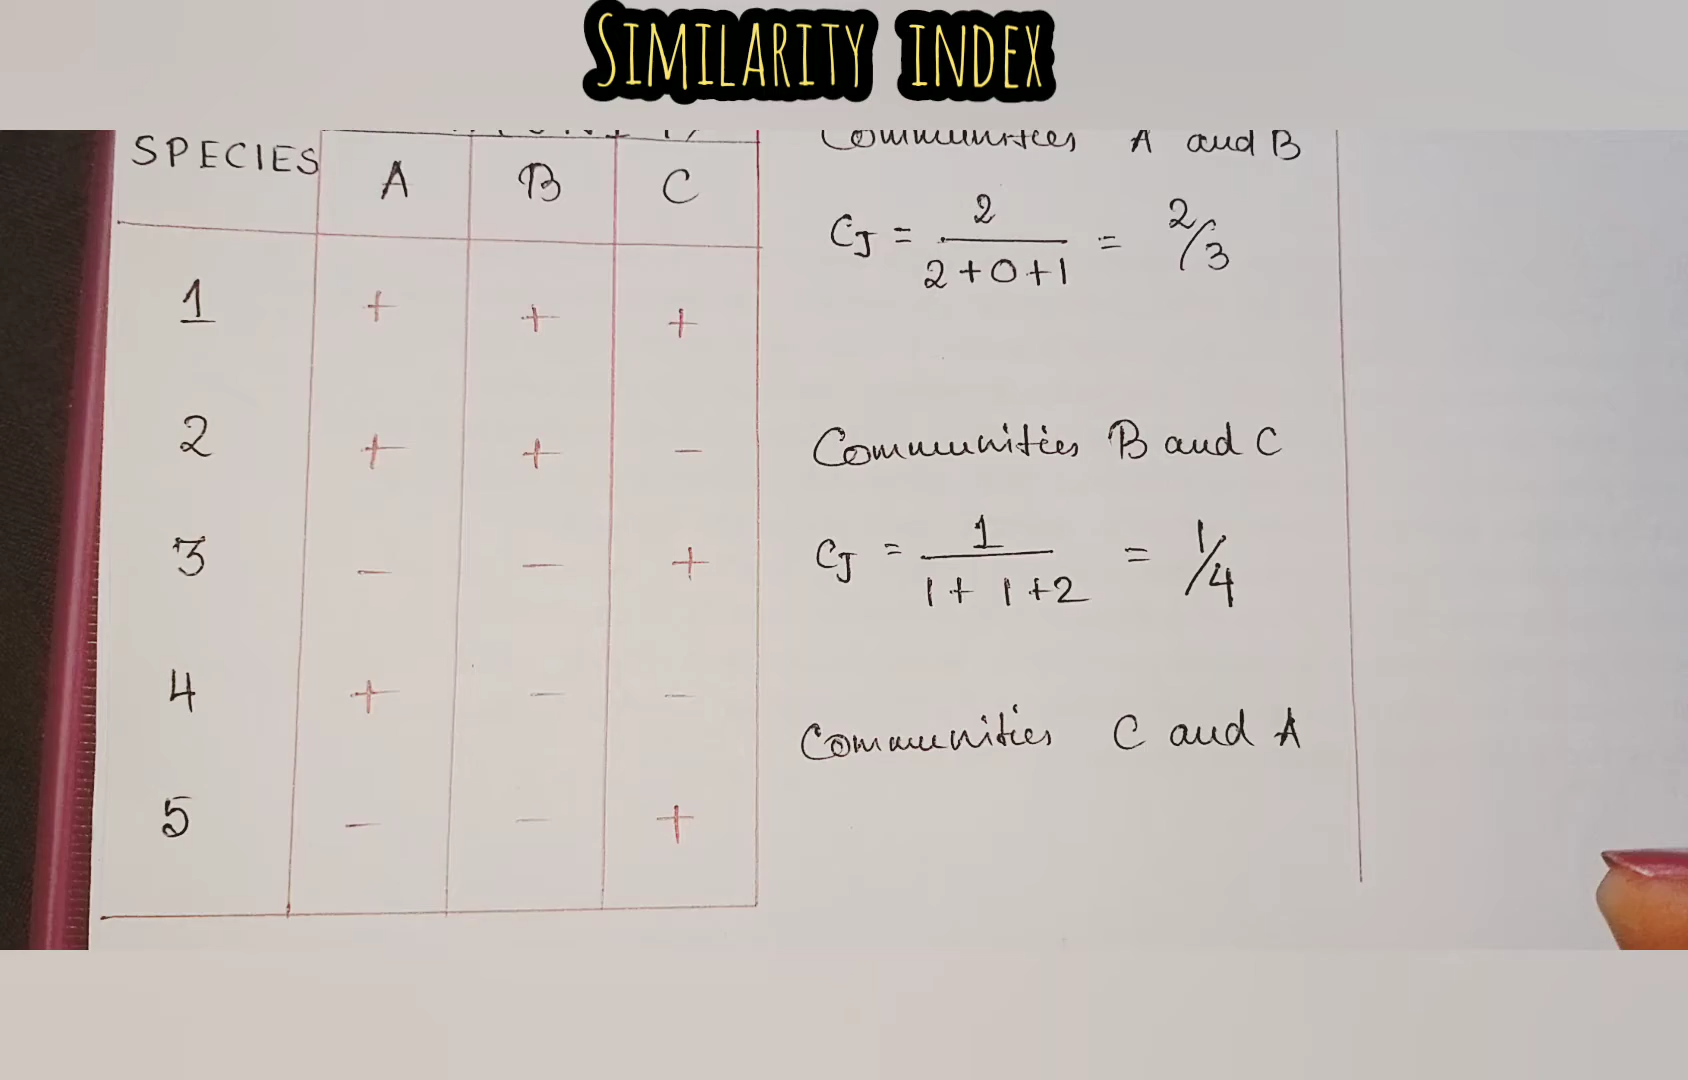 SIMILARITY INDEX
SPECIES A B C
1 + + +
2 + + -
3 - - +
4 + - -
5 - - +
Communities A and B
CJ = 2 / 2+0+1 = 2/3
Communities B and C
CJ = 1 / 1+1+2 = 1/4
Communities C and A